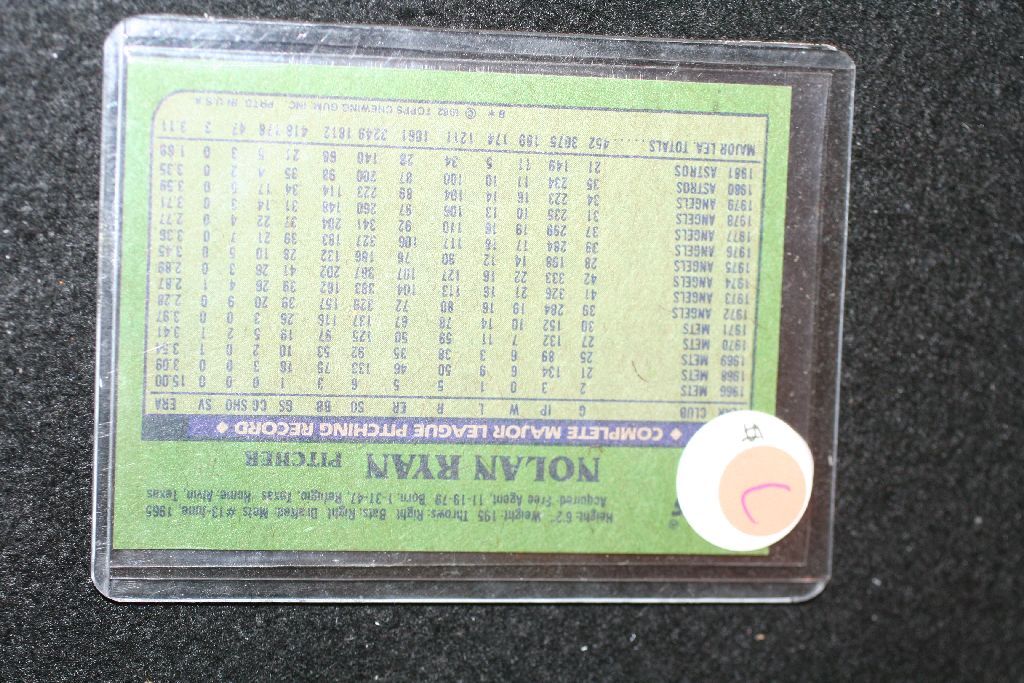 Height: 6'2" Weight: 195 Throws: Right Bats: Right Drafted: Mets #13-June, 1965
Acquired: Free Agent, 11-19-79 Born: 1-31-47, Refugio, Texas Home: Alvin, Texas
NOLAN RYAN PITCHER
COMPLETE MAJOR LEAGUE PITCHING RECORD
YR CLUB G IP W L R ER SO BB GS CG SHO SV ERA
1966 METS 2 3 0 1 5 5 6 3 1 0 0 0 15.00
1968 METS 21 134 6 9 50 46 133 75 18 3 0 0 3.09
1969 METS 25 89 6 3 38 35 92 53 10 2 0 1 3.54
1970 METS 27 132 7 11 59 50 125 97 19 5 2 1 3.41
1971 METS 30 152 10 14 78 67 137 116 26 3 0 0 3.97
1972 ANGELS 39 284 19 16 80 72 329 157 39 20 9 0 2.28
1973 ANGELS 41 326 21 16 113 104 383 162 39 26 4 1 2.87
1974 ANGELS 42 333 22 16 127 107 367 202 41 26 3 0 2.89
1975 ANGELS 28 198 14 12 90 76 186 132 28 10 5 0 3.45
1976 ANGELS 39 284 17 18 117 106 327 183 39 21 7 0 3.36
1977 ANGELS 37 299 19 16 110 92 341 204 37 22 4 0 2.77
1978 ANGELS 31 235 10 13 106 97 260 148 31 14 3 0 3.71
1979 ANGELS 34 223 16 14 104 89 223 114 34 17 5 0 3.59
1980 ASTROS 35 234 11 10 100 87 200 98 35 4 2 0 3.35
1981 ASTROS 21 149 11 5 34 28 140 68 21 5 3 0 1.69
MAJOR LEA. TOTALS..... 452 3075 189 174 1211 1061 3249 1812 418 178 47 3 3.11
B* © 1982 TOPPS CHEWING GUM, INC. PRTD. IN U.S.A.